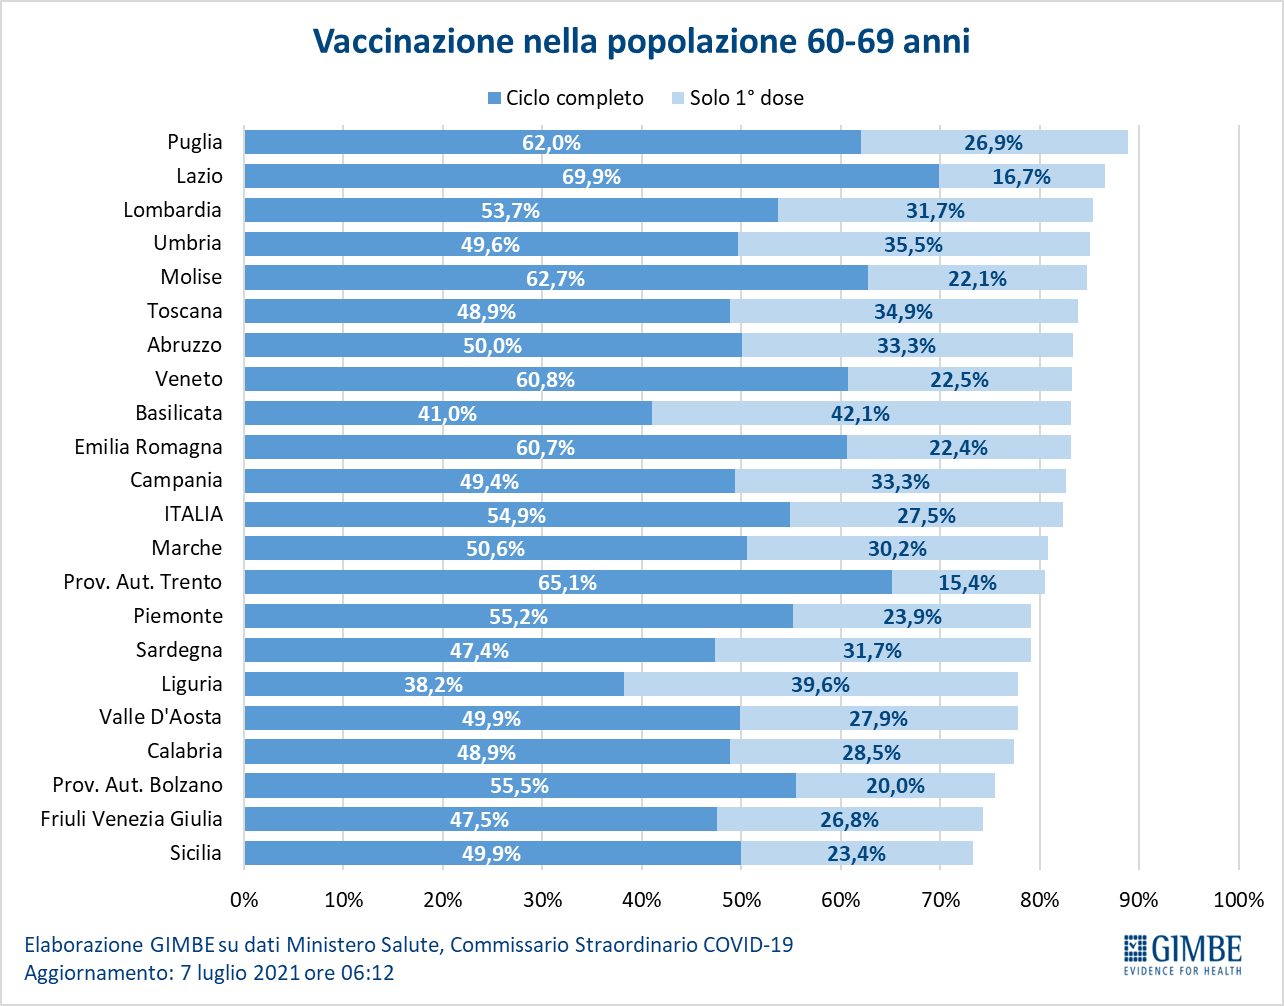 Vaccinazione nella popolazione 60-69 anni
Ciclo completo Solo 1° dose
Puglia 62,0% 26,9%
Lazio 69,9% 16,7%
Lombardia 53,7% 31,7%
Umbria 49,6% 35,5%
Molise 62,7% 22,1%
Toscana 48,9% 34,9%
Abruzzo 50,0% 33,3%
Veneto 60,8% 22,5%
Basilicata 41,0% 42,1%
Emilia Romagna 60,7% 22,4%
Campania 49,4% 33,3%
ITALIA 54,9% 27,5%
Marche 50,6% 30,2%
Prov. Aut. Trento 65,1% 15,4%
Piemonte 55,2% 23,9%
Sardegna 47,4% 31,7%
Liguria 38,2% 39,6%
Valle D'Aosta 49,9% 27,9%
Calabria 48,9% 28,5%
Prov. Aut. Bolzano 55,5% 20,0%
Friuli Venezia Giulia 47,5% 26,8%
Sicilia 49,9% 23,4%
0% 10% 20% 30% 40% 50% 60% 70% 80% 90% 100%
Elaborazione GIMBE su dati Ministero Salute, Commissario Straordinario COVID-19
Aggiornamento: 7 luglio 2021 ore 06:12
GIMBE
EVIDENCE FOR HEALTH